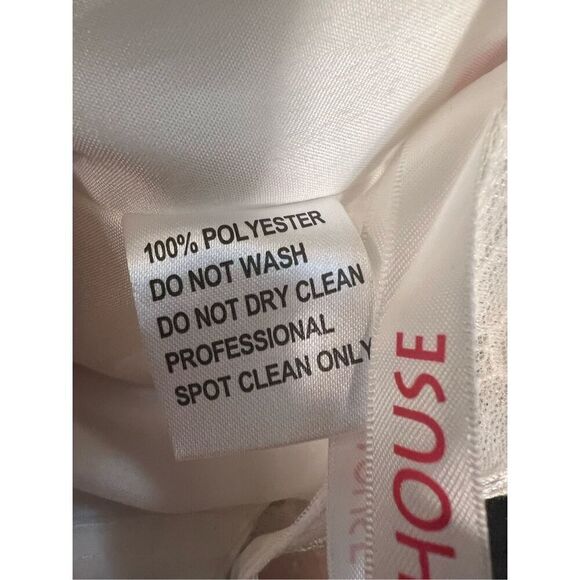 100% POLYESTER
DO NOT WASH
DO NOT DRY CLEAN
PROFESSIONAL
SPOT CLEAN ONLY
HOUSE